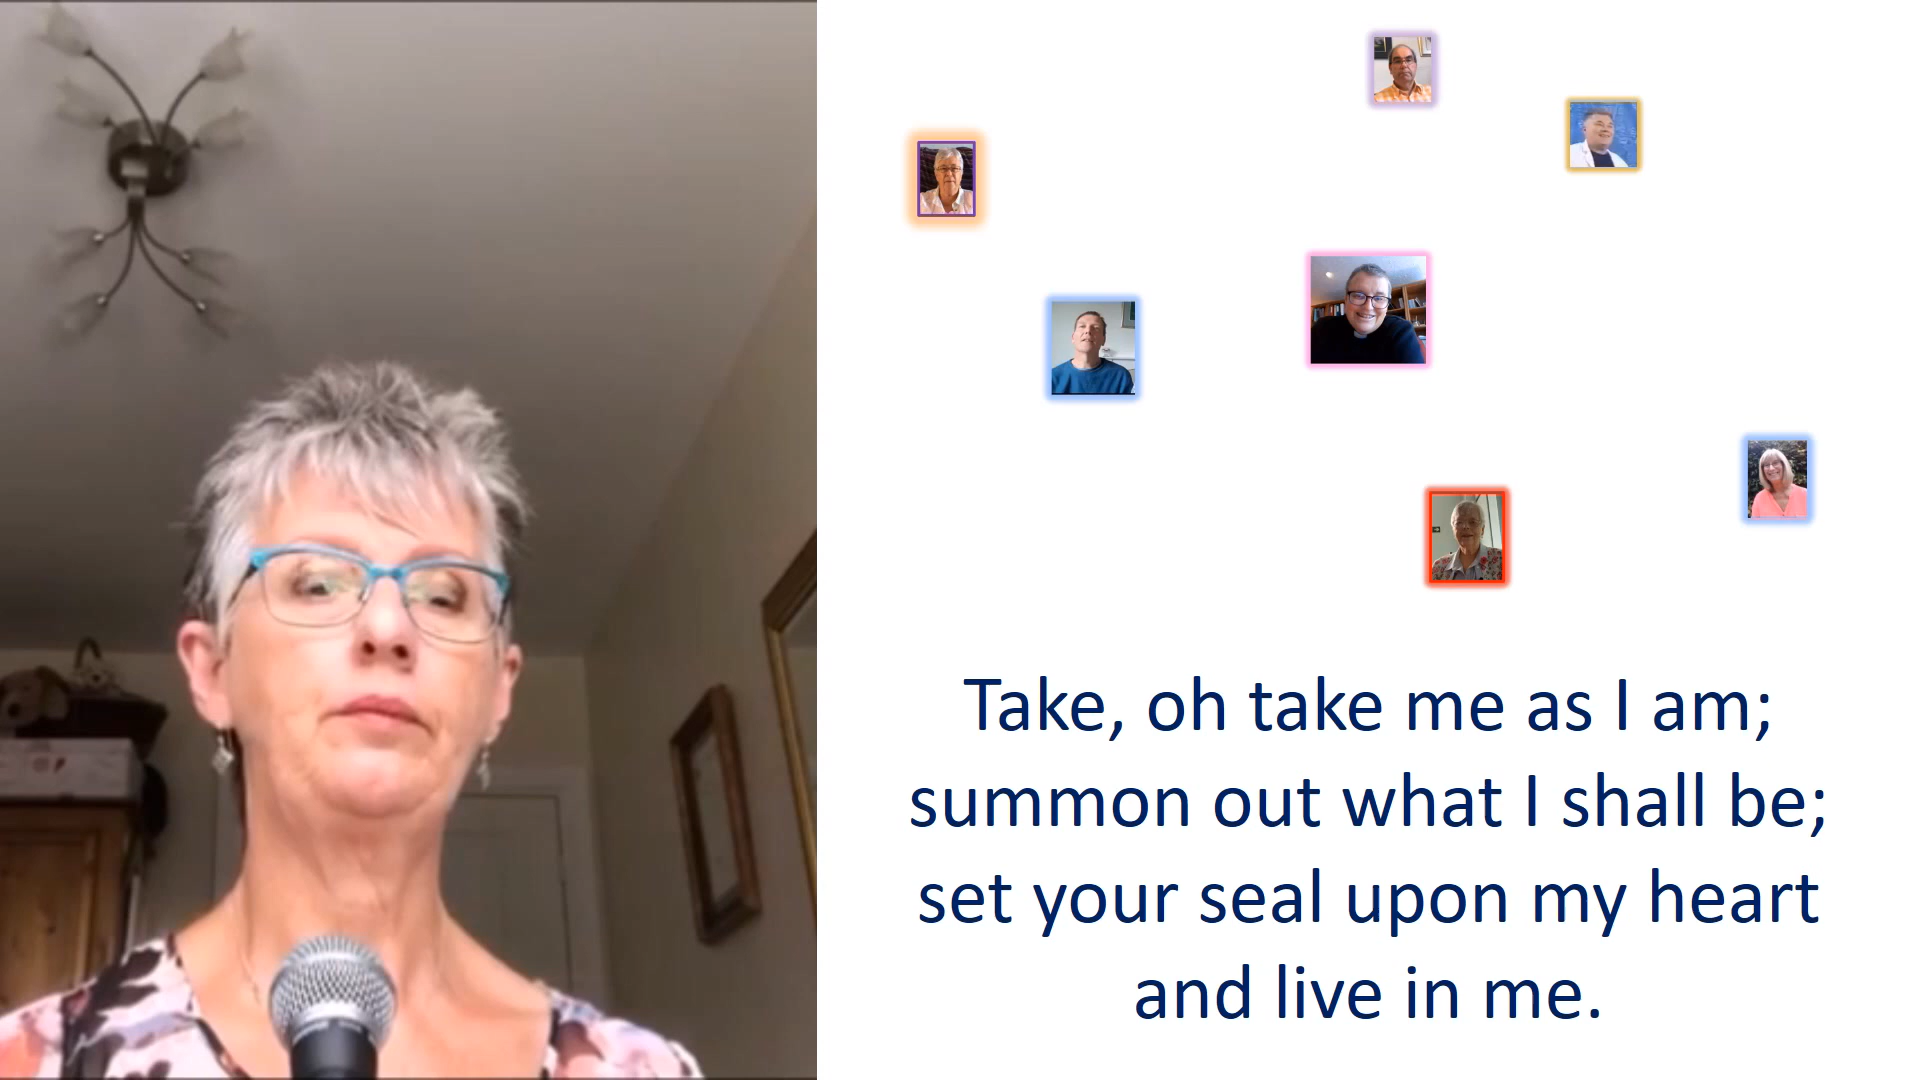 Take, oh take me as I am;
summon out what I shall be;
set your seal upon my heart
and live in me.